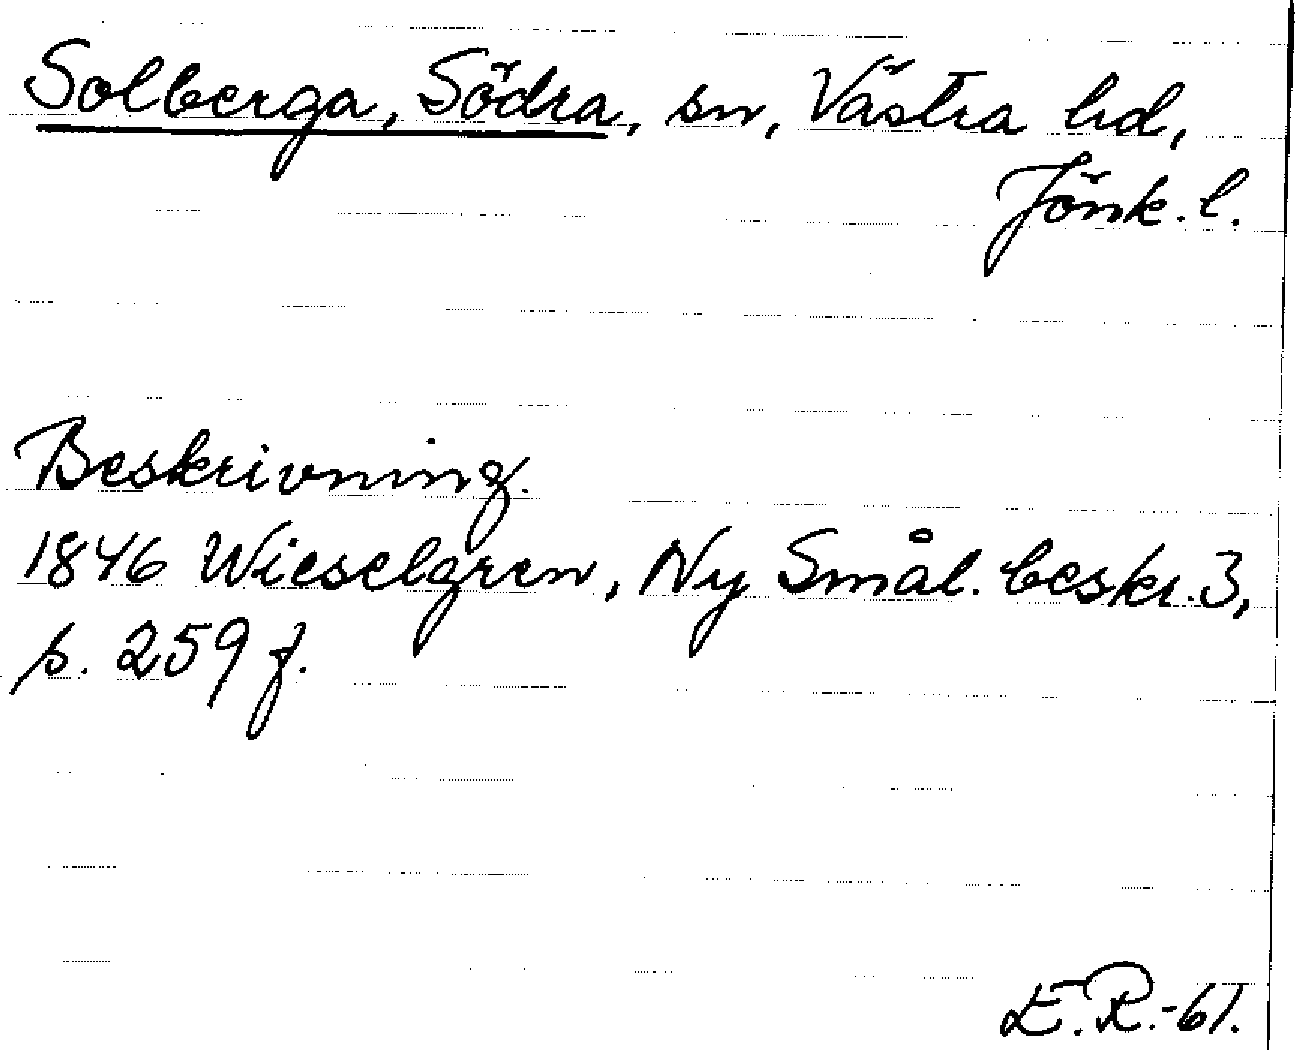 Solberga, Södra, sn, Västra hd,
Jönk. l.
Beskrivning.
1846 Wieselgren, Ny Smål. beskr. 3,
s. 259 f.
E.R.-61.